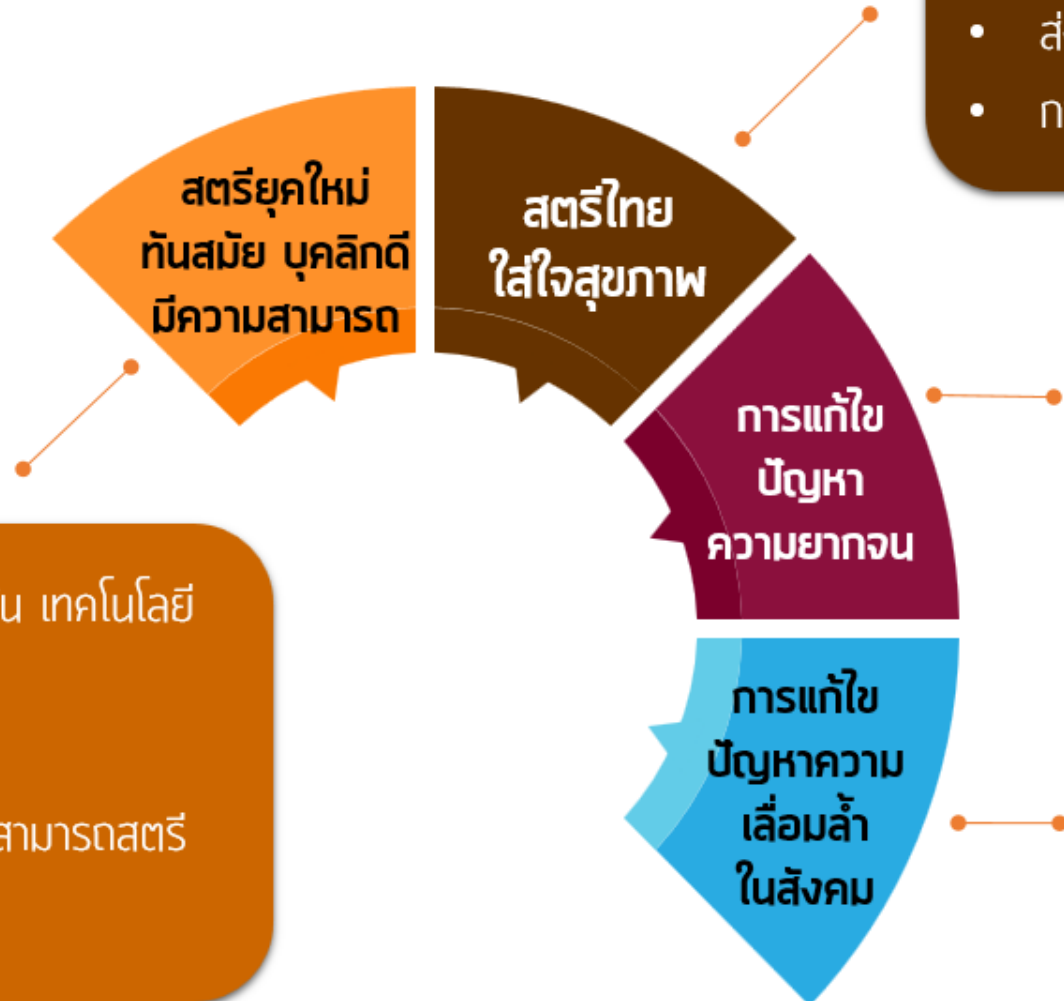 สตรียุคใหม่
ทันสมัย บุคลิกดี
มีความสามารถ
สตรีไทย
ใส่ใจสุขภาพ
การแก้ไข
ปัญหา
ความยากจน
การแก้ไข
ปัญหาความ
เลื่อมล้ำ
ในสังคม
เทคโนโลยี
สามารถสตรี